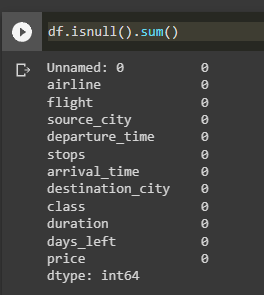 df.isnull().sum()
Unnamed: 0 0
airline 0
flight 0
source_city 0
departure_time 0
stops 0
arrival_time 0
destination_city 0
class 0
duration 0
days_left 0
price 0
dtype: int64